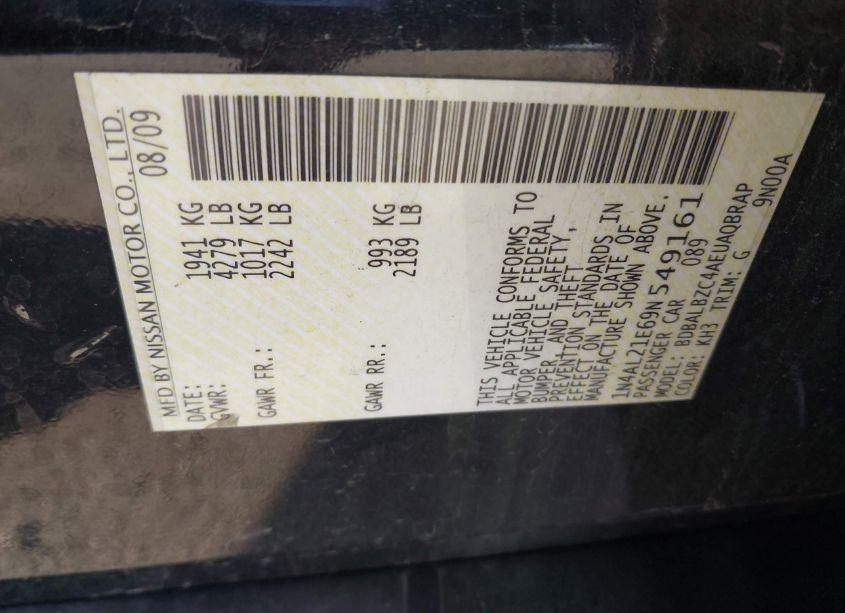 MFD BY NISSAN MOTOR CO., LTD.
DATE: 08/09
GVWR: 1941 KG
4279 LB
GAWR FR.: 1017 KG
2242 LB
GAWR RR.: 993 KG
2189 LB
THIS VEHICLE CONFORMS TO
ALL APPLICABLE FEDERAL
MOTOR VEHICLE SAFETY,
BUMPER, AND THEFT
PREVENTION STANDARDS IN
EFFECT ON THE DATE OF
MANUFACTURE SHOWN ABOVE.
1N4AL21E69N549161
PASSENGER CAR 089
MODEL: BDBALBZC4AEUAQBRAP
COLOR: KH3 TRIM: G 9N00A